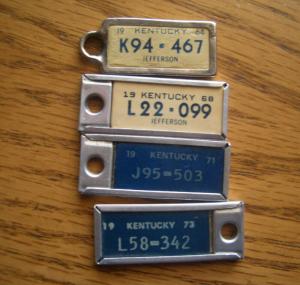 19 KENTUCKY 64
K94-467
JEFFERSON
19 KENTUCKY 68
L22-099
JEFFERSON
19 KENTUCKY 71
J95=503
19 KENTUCKY 73
L58=342